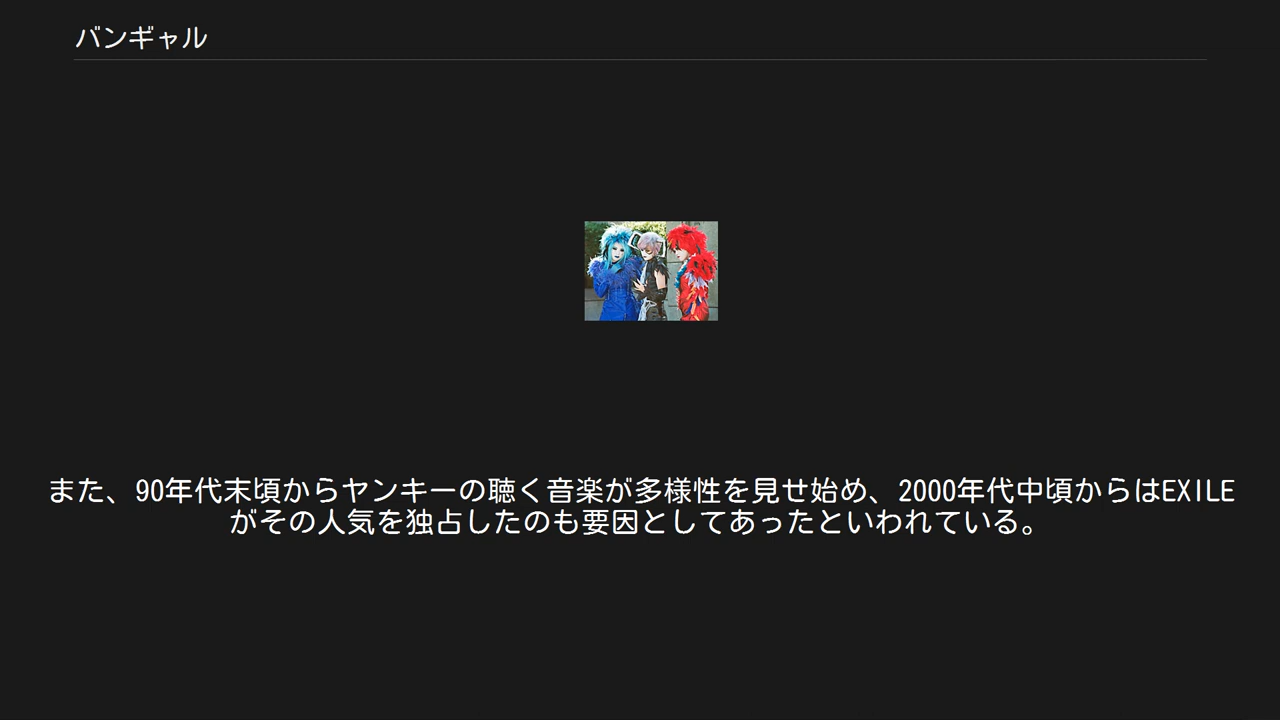 バンギャル
また、90年代末頃からヤンキーの聴く音楽が多様性を見せ始め、2000年代中頃からはEXILE
がその人気を独占したのも要因としてあったといわれている。